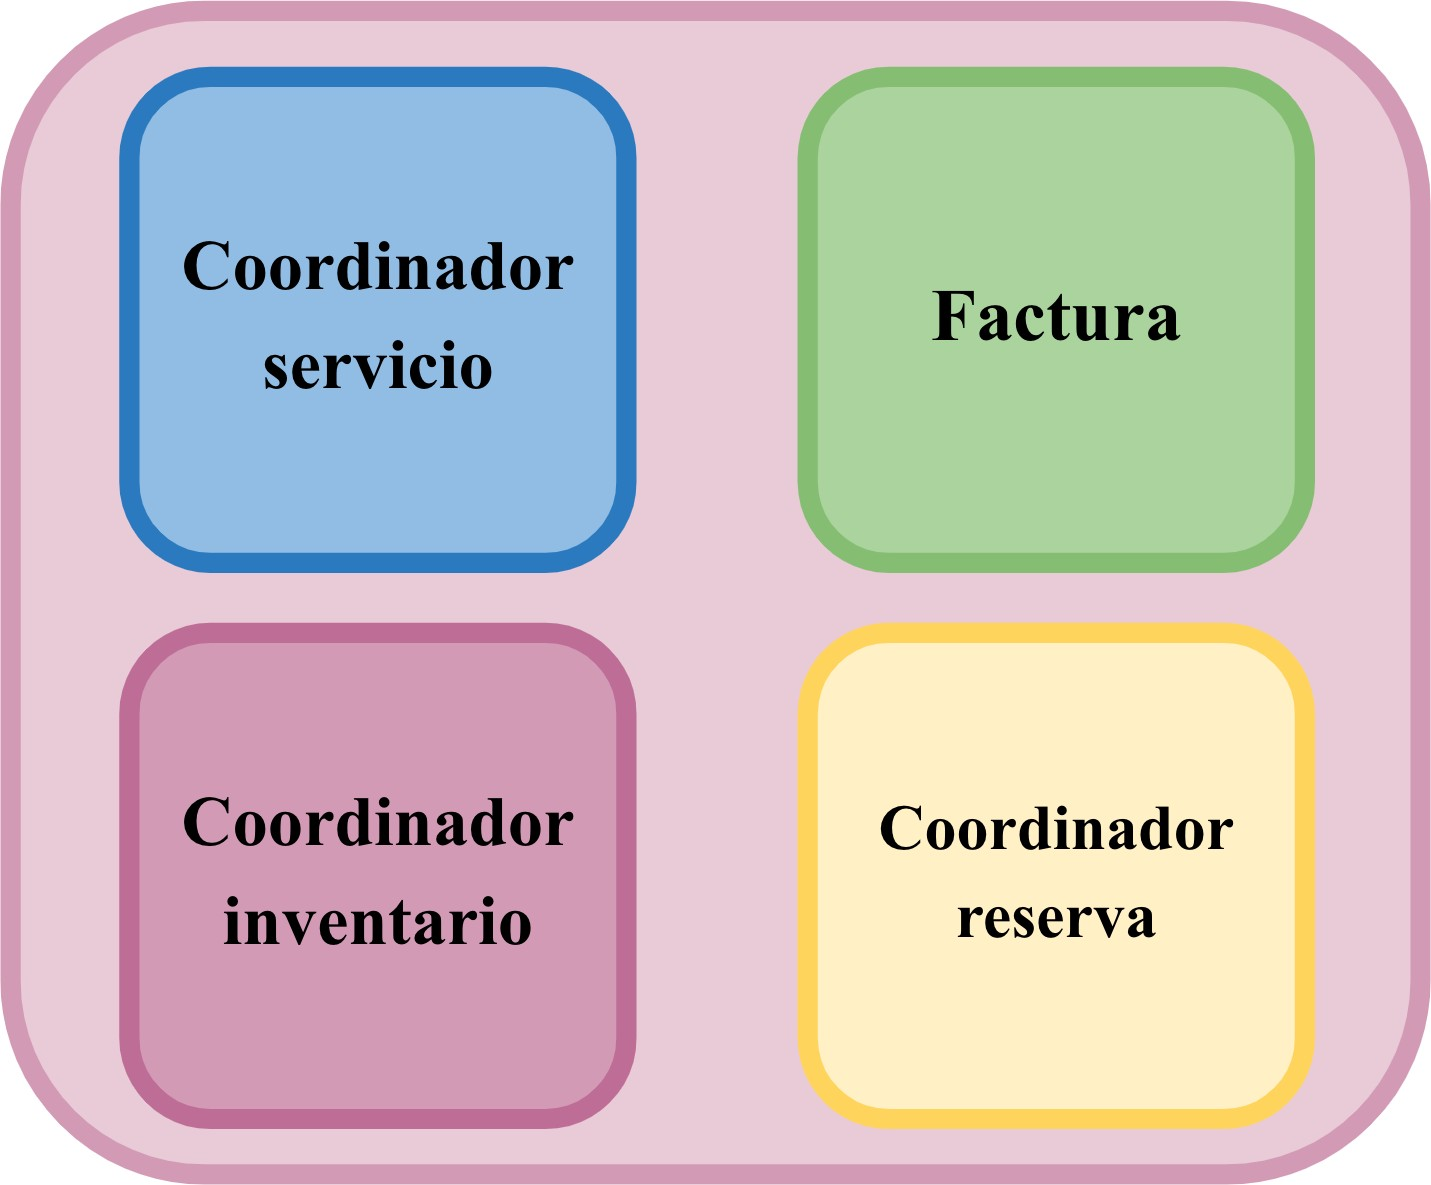 Coordinador
servicio
Factura
Coordinador
inventario
Coordinador
reserva